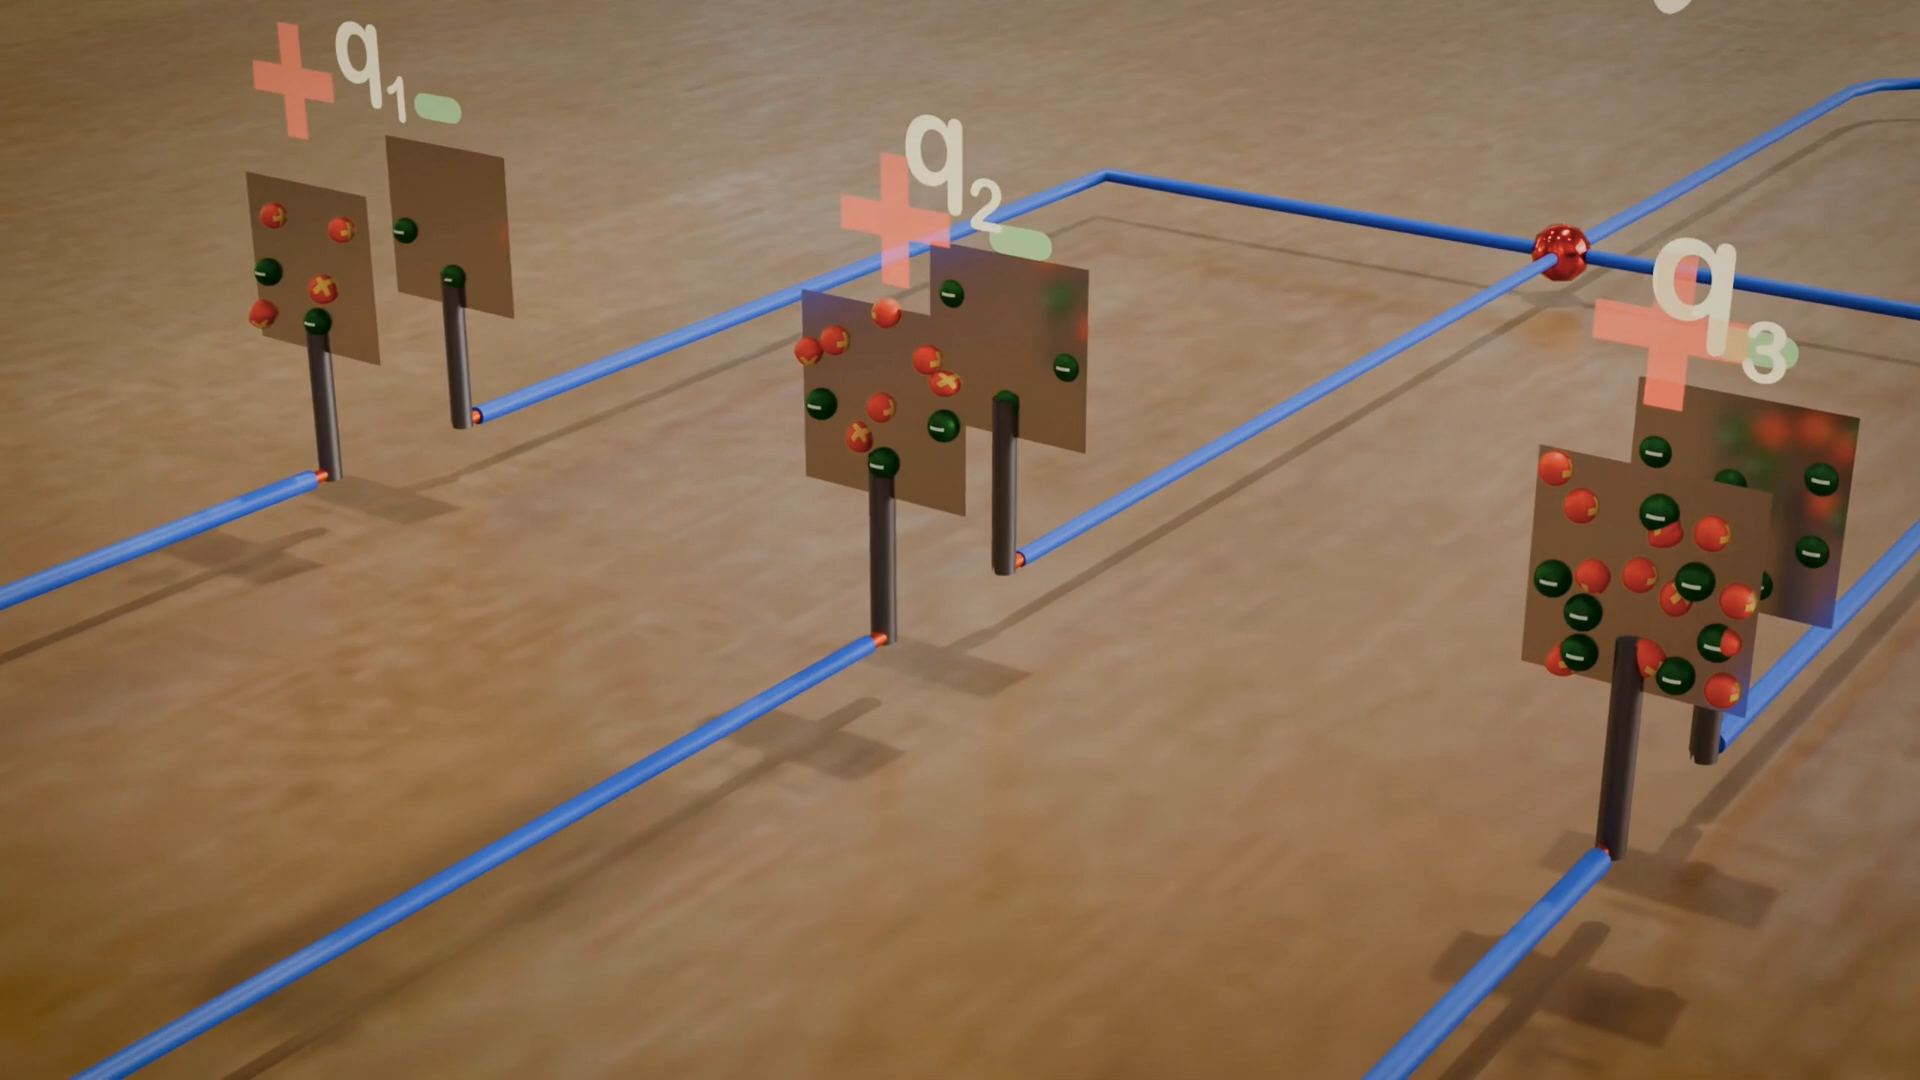 + q₁ -
+ q₂ -
+ q₃ -